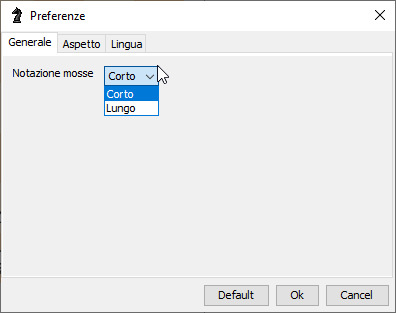 Preferenze
Generale Aspetto Lingua
Notazione mosse Corto
Corto
Lungo
Default Ok Cancel